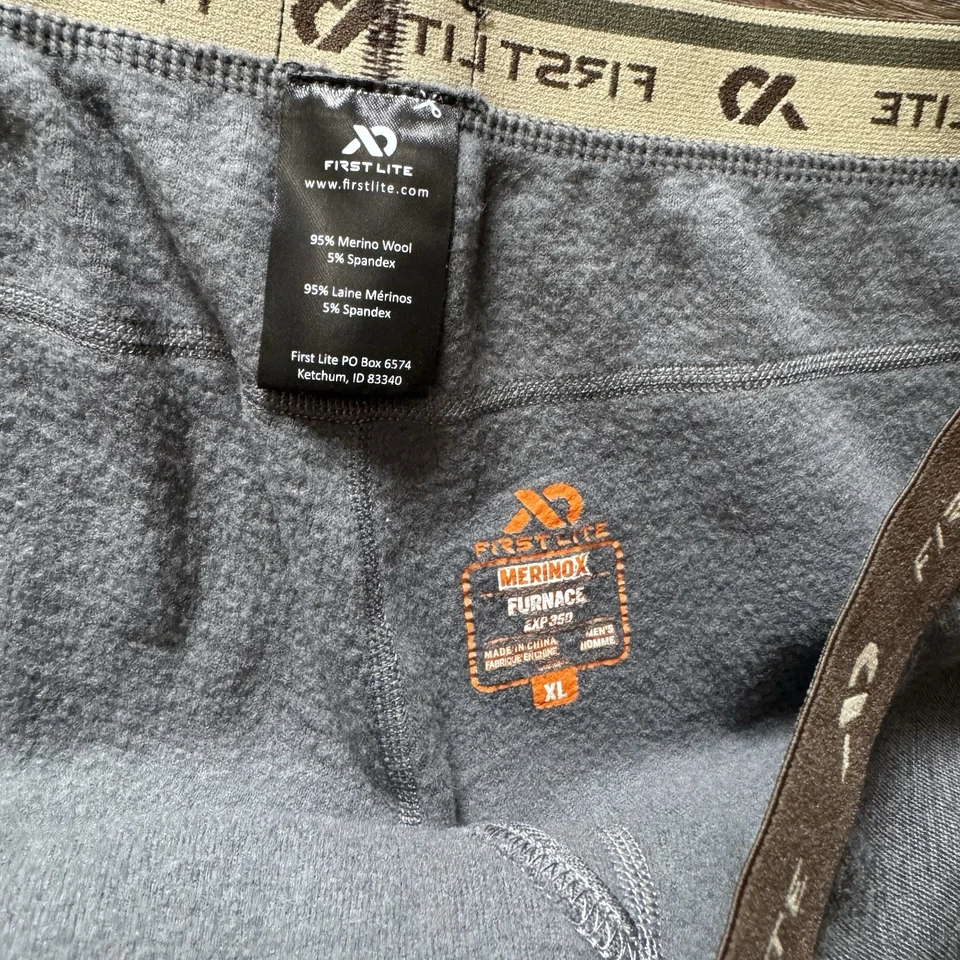 FIRST LITE
FIRST LITE
www.firstlite.com
95% Merino Wool
5% Spandex
95% Laine Mérinos
5% Spandex
First Lite PO Box 6574
Ketchum, ID 83340
FIRST LITE
MERINOX
FURNACE
EXP 350
MADE IN CHINA
FABRIQUE EN CHINE
MEN'S
HOMME
XL